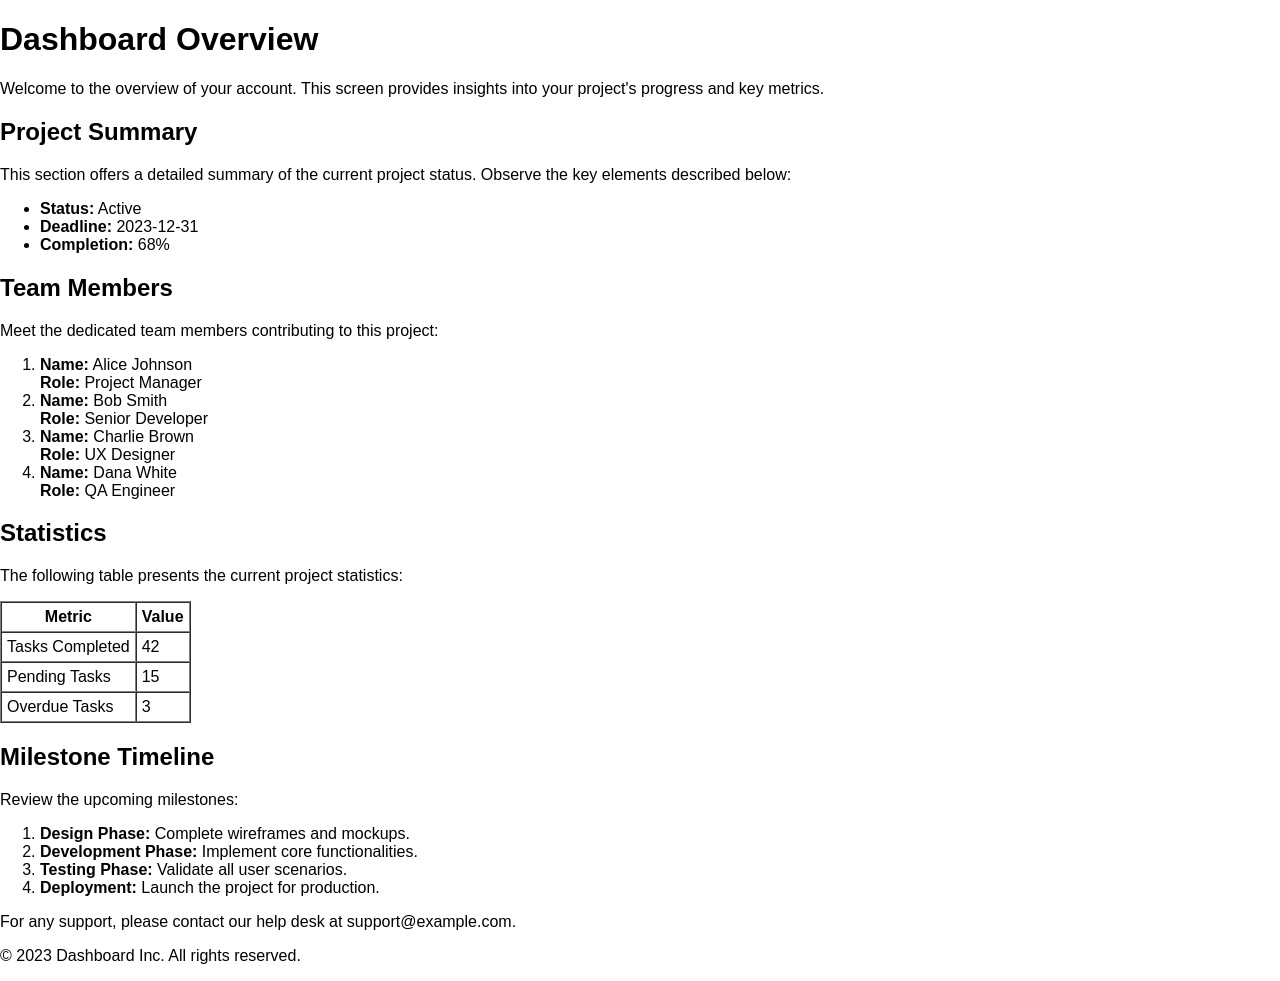 Dashboard Overview
Welcome to the overview of your account. This screen provides insights into your project's progress and key metrics.
Project Summary
This section offers a detailed summary of the current project status. Observe the key elements described below:
• Status: Active
• Deadline: 2023-12-31
• Completion: 68%
Team Members
Meet the dedicated team members contributing to this project:
1. Name: Alice Johnson
Role: Project Manager
2. Name: Bob Smith
Role: Senior Developer
3. Name: Charlie Brown
Role: UX Designer
4. Name: Dana White
Role: QA Engineer
Statistics
The following table presents the current project statistics:
Metric Value
Tasks Completed 42
Pending Tasks 15
Overdue Tasks 3
Milestone Timeline
Review the upcoming milestones:
1. Design Phase: Complete wireframes and mockups.
2. Development Phase: Implement core functionalities.
3. Testing Phase: Validate all user scenarios.
4. Deployment: Launch the project for production.
For any support, please contact our help desk at support@example.com.
© 2023 Dashboard Inc. All rights reserved.